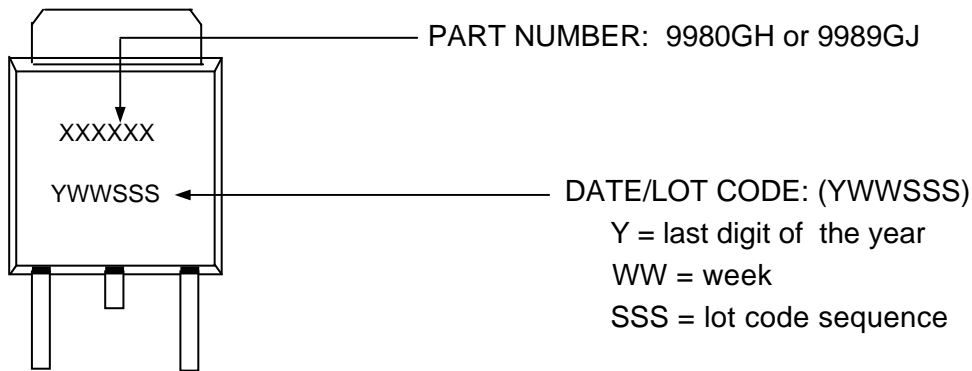 PART NUMBER: 9980GH or 9989GJ
XXXXXX
YWWSSS
DATE/LOT CODE: (YWWSSS)
Y = last digit of the year
WW = week
SSS = lot code sequence